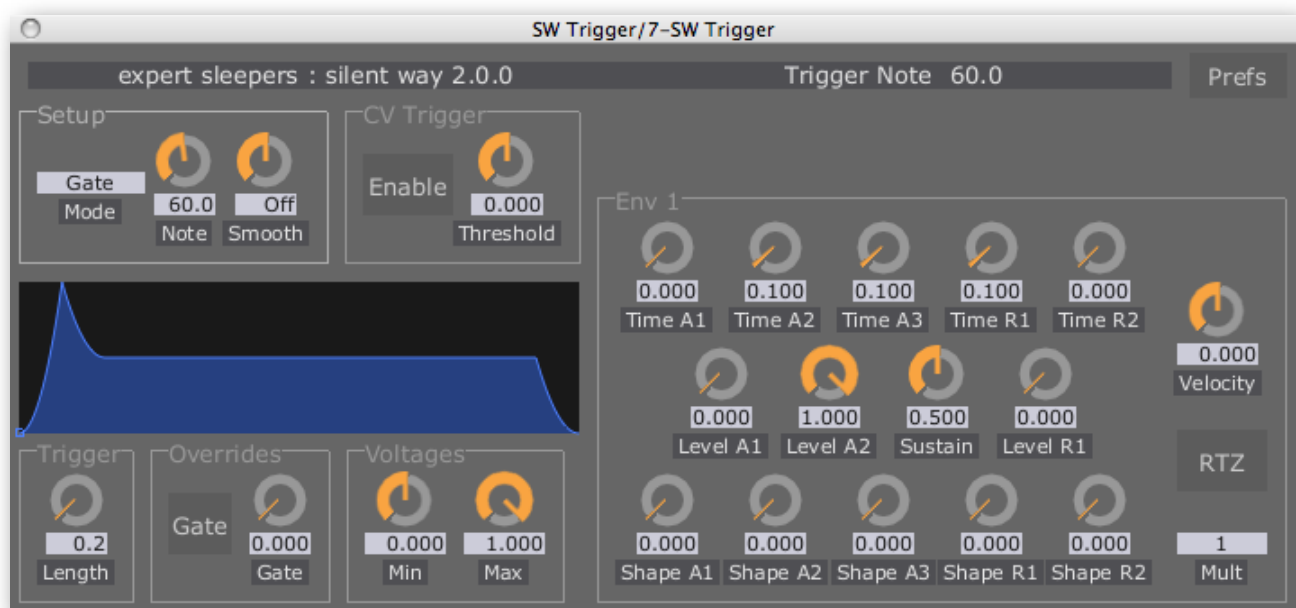 SW Trigger/7-SW Trigger
expert sleepers : silent way 2.0.0 Trigger Note 60.0 Prefs
Setup
Gate
Mode
60.0 Off
Note Smooth
CV Trigger
Enable
0.000
Threshold
Env 1
0.000 0.100 0.100 0.100 0.000
Time A1 Time A2 Time A3 Time R1 Time R2
0.000
Velocity
0.000 1.000 0.500 0.000
Level A1 Level A2 Sustain Level R1
RTZ
0.000 0.000 0.000 0.000 0.000
Shape A1 Shape A2 Shape A3 Shape R1 Shape R2
1
Mult
Trigger
0.2
Length
Overrides
Gate
0.000
Gate
Voltages
0.000 1.000
Min Max